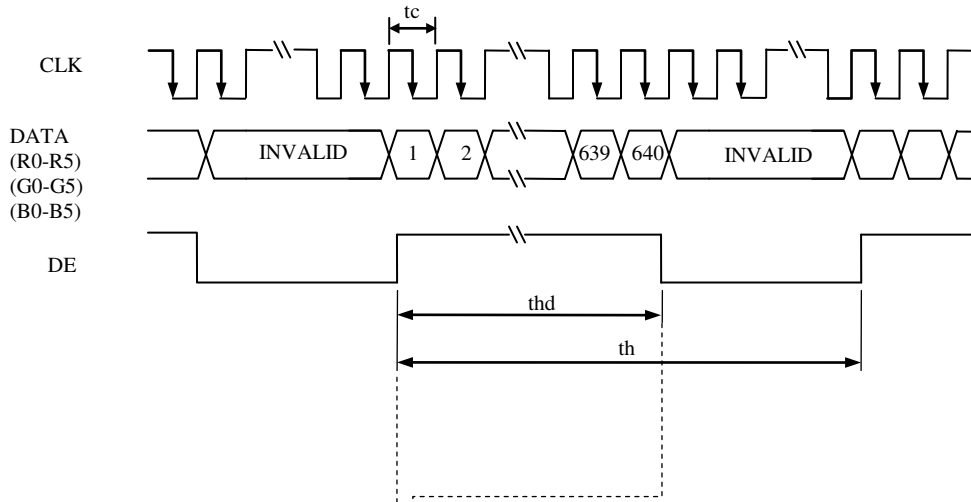 tc
CLK
DATA
(R0-R5)
(G0-G5)
(B0-B5)
INVALID 1 2 639 640 INVALID
DE
thd
th